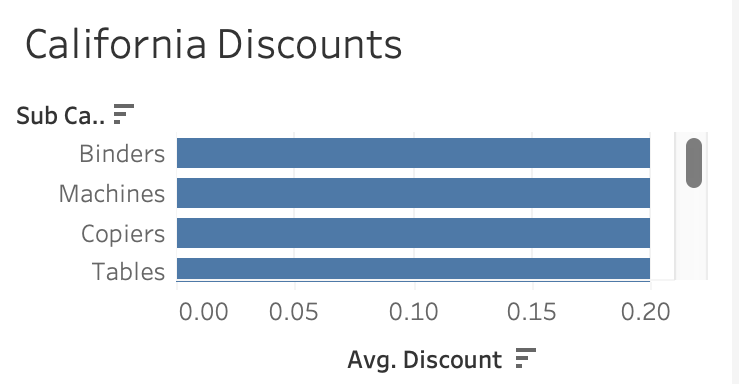 California Discounts
Sub Ca..
Binders
Machines
Copiers
Tables
0.00 0.05 0.10 0.15 0.20
Avg. Discount